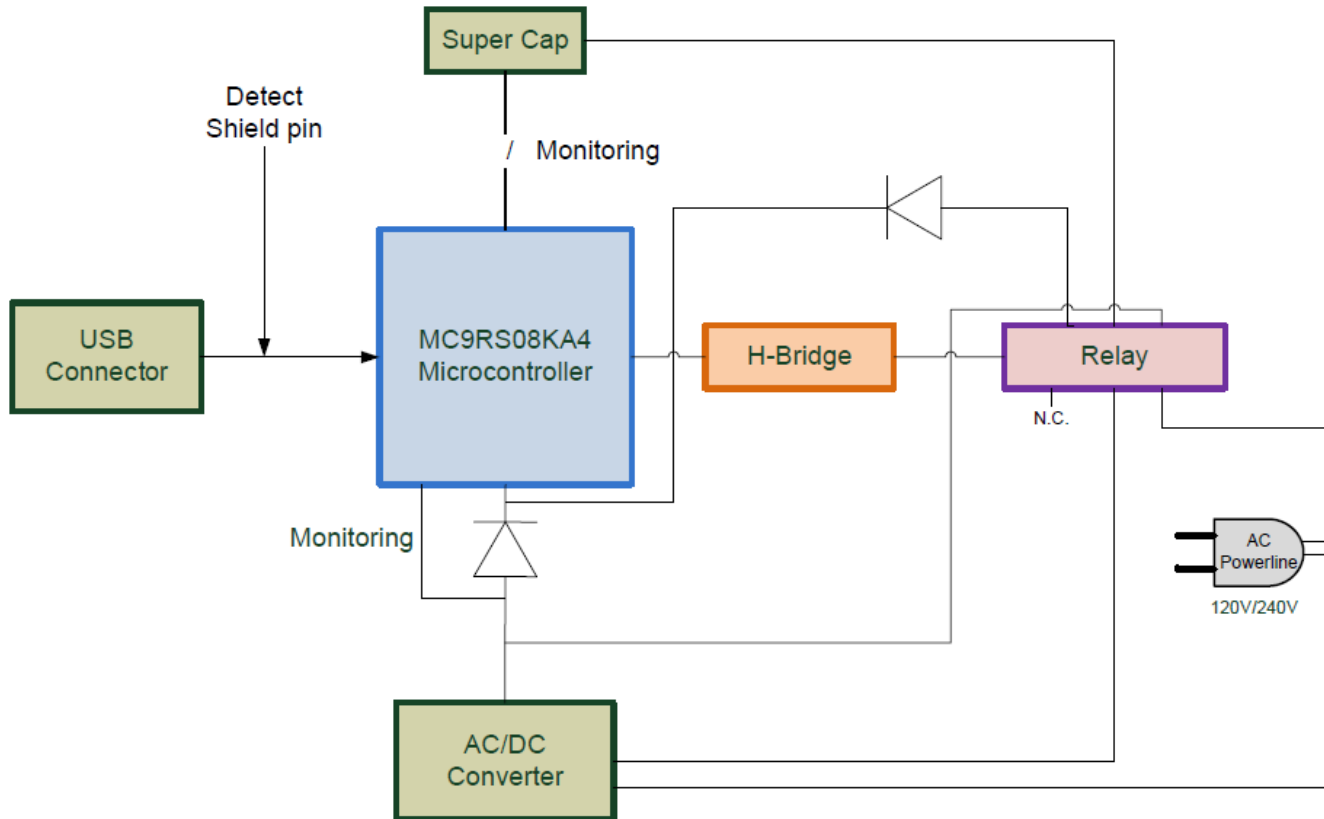 Super Cap
Detect
Shield pin
/ Monitoring
USB
Connector
MC9RS08KA4
Microcontroller
H-Bridge
Relay
N.C.
Monitoring
AC
Powerline
120V/240V
AC/DC
Converter